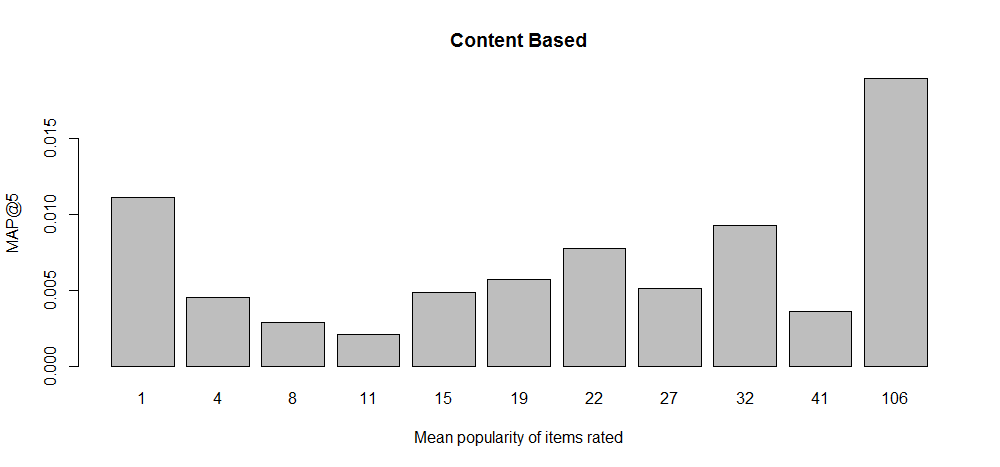 Content Based
MAP@5
0.015
0.010
0.005
0.000
1 4 8 11 15 19 22 27 32 41 106
Mean popularity of items rated